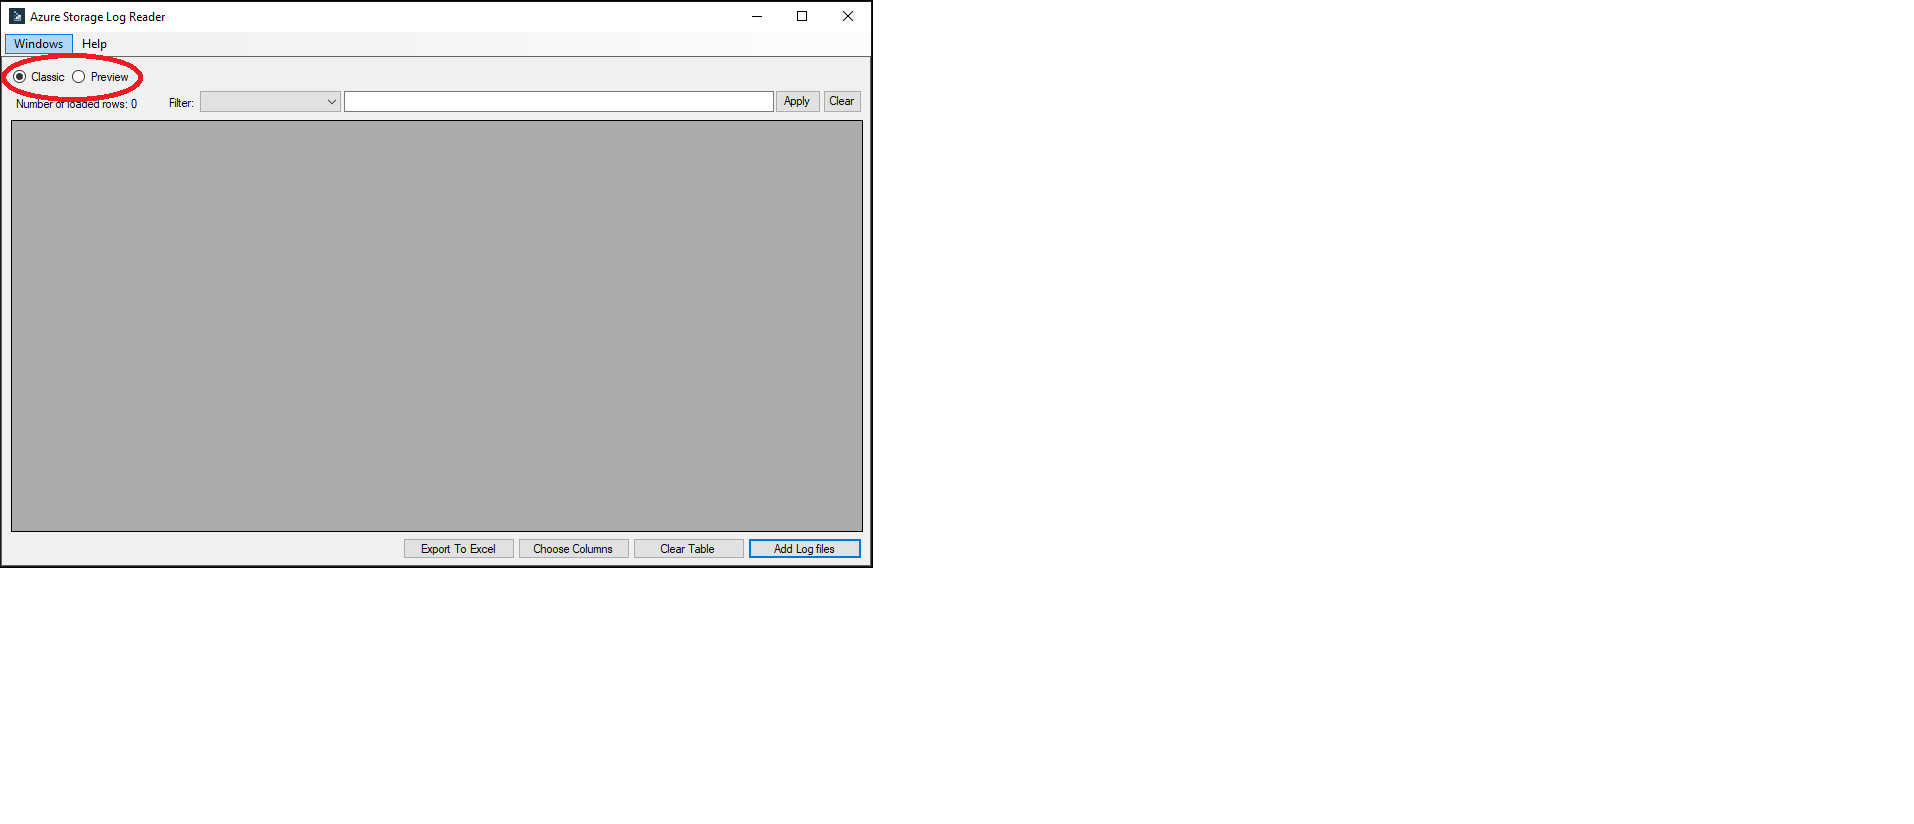 Azure Storage Log Reader
Windows Help
Classic Preview
Number of loaded rows: 0 Filter: Apply Clear
Export To Excel Choose Columns Clear Table Add Log files